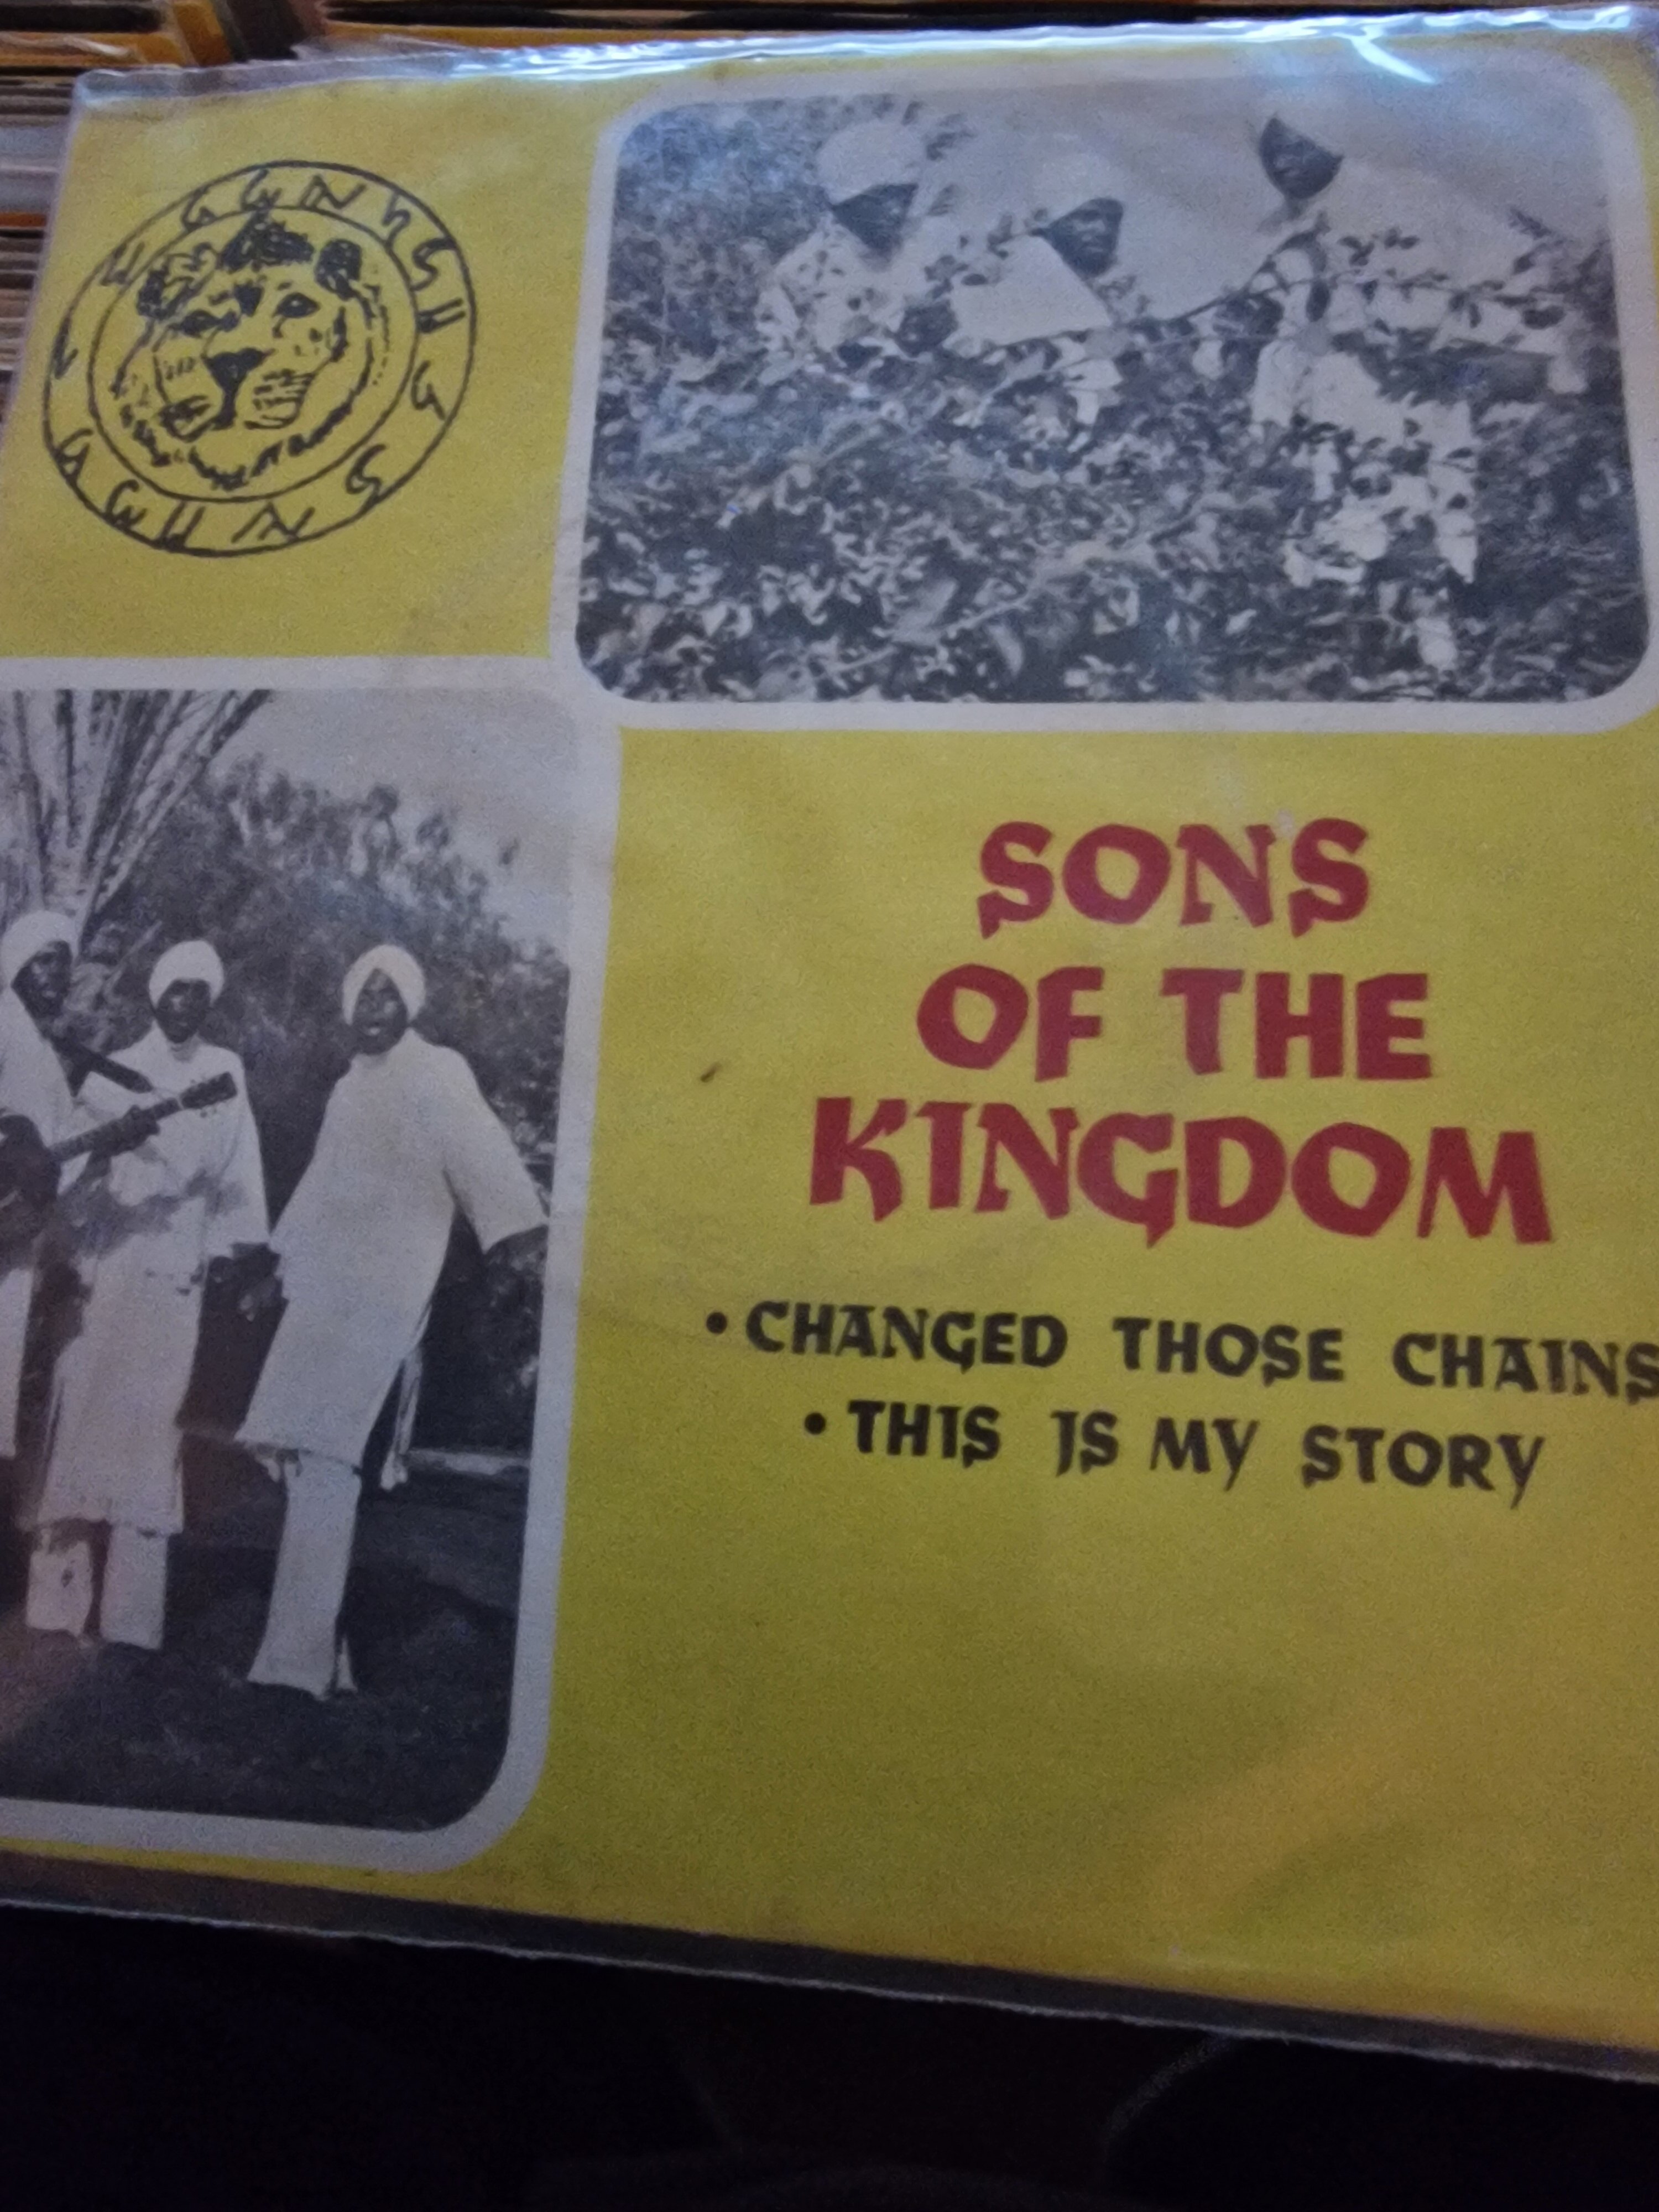 SONS
OF THE
KINGDOM
• CHANGED THOSE CHAINS
• THIS IS MY STORY